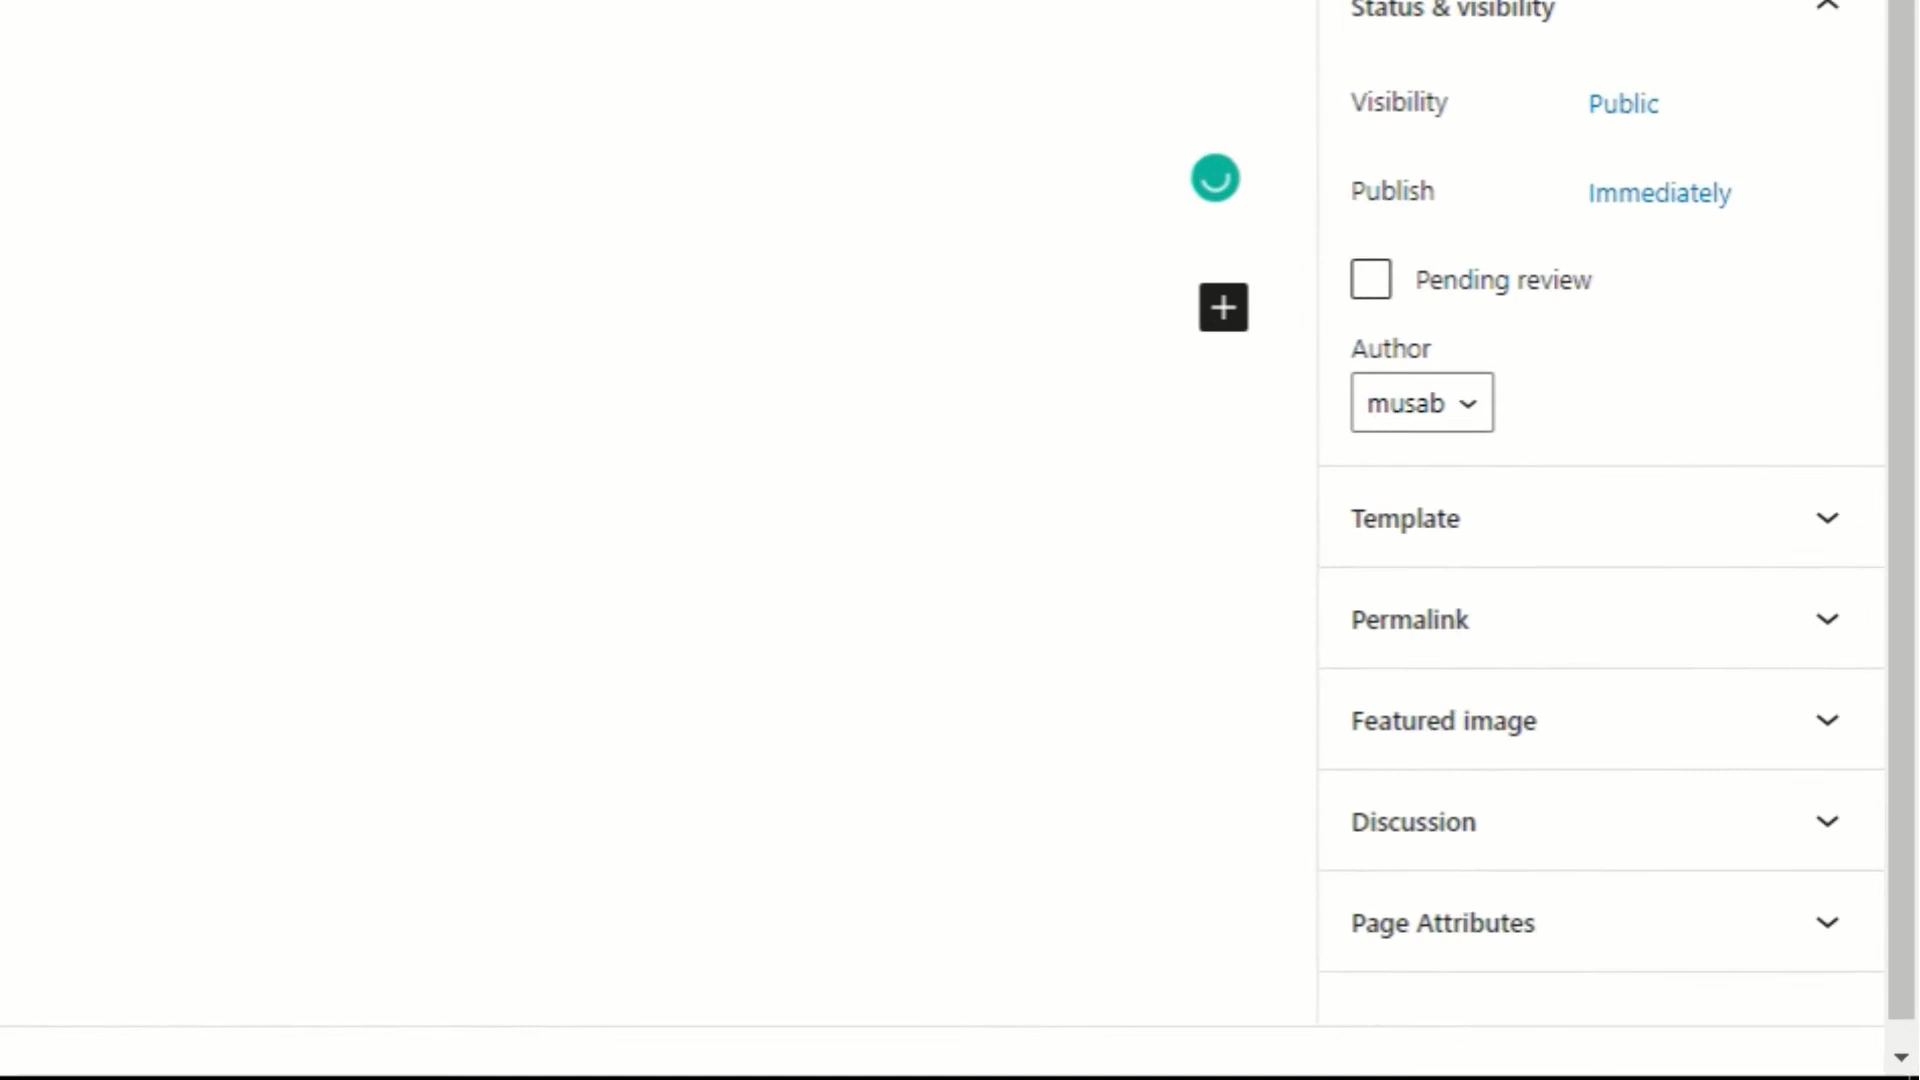 Status & visibility
Visibility
Public
Publish
Immediately
Pending review
Author
musab
Template
Permalink
Featured image
Discussion
Page Attributes